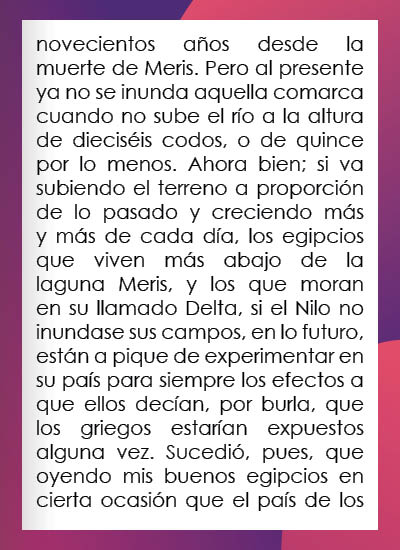 novecientos años desde la
muerte de Meris. Pero al presente
ya no se inunda aquella comarca
cuando no sube el río a la altura
de dieciséis codos, o de quince
por lo menos. Ahora bien; si va
subiendo el terreno a proporción
de lo pasado y creciendo más
y más de cada día, los egipcios
que viven más abajo de la
laguna Meris, y los que moran
en su llamado Delta, si el Nilo no
inundase sus campos, en lo futuro,
están a pique de experimentar en
su país para siempre los efectos a
que ellos decían, por burla, que
los griegos estarían expuestos
alguna vez. Sucedió, pues, que
oyendo mis buenos egipcios en
cierta ocasión que el país de los